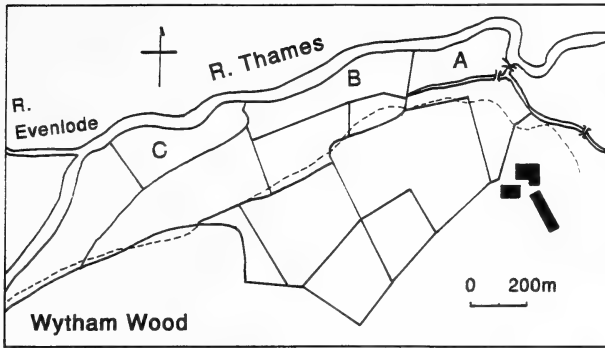 R. Thames
A
B
R.
Evenlode
C
0 200m
Wytham Wood